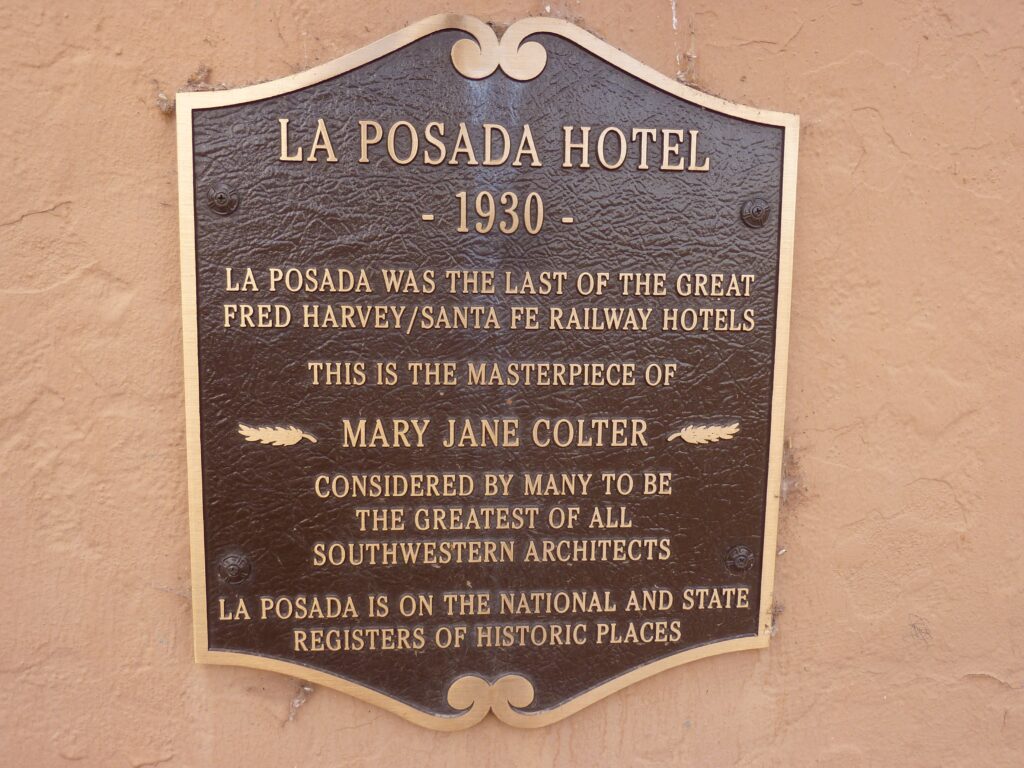 LA POSADA HOTEL
- 1930 -
LA POSADA WAS THE LAST OF THE GREAT
FRED HARVEY/SANTA FE RAILWAY HOTELS
THIS IS THE MASTERPIECE OF
MARY JANE COLTER
CONSIDERED BY MANY TO BE
THE GREATEST OF ALL
SOUTHWESTERN ARCHITECTS
LA POSADA IS ON THE NATIONAL AND STATE
REGISTERS OF HISTORIC PLACES